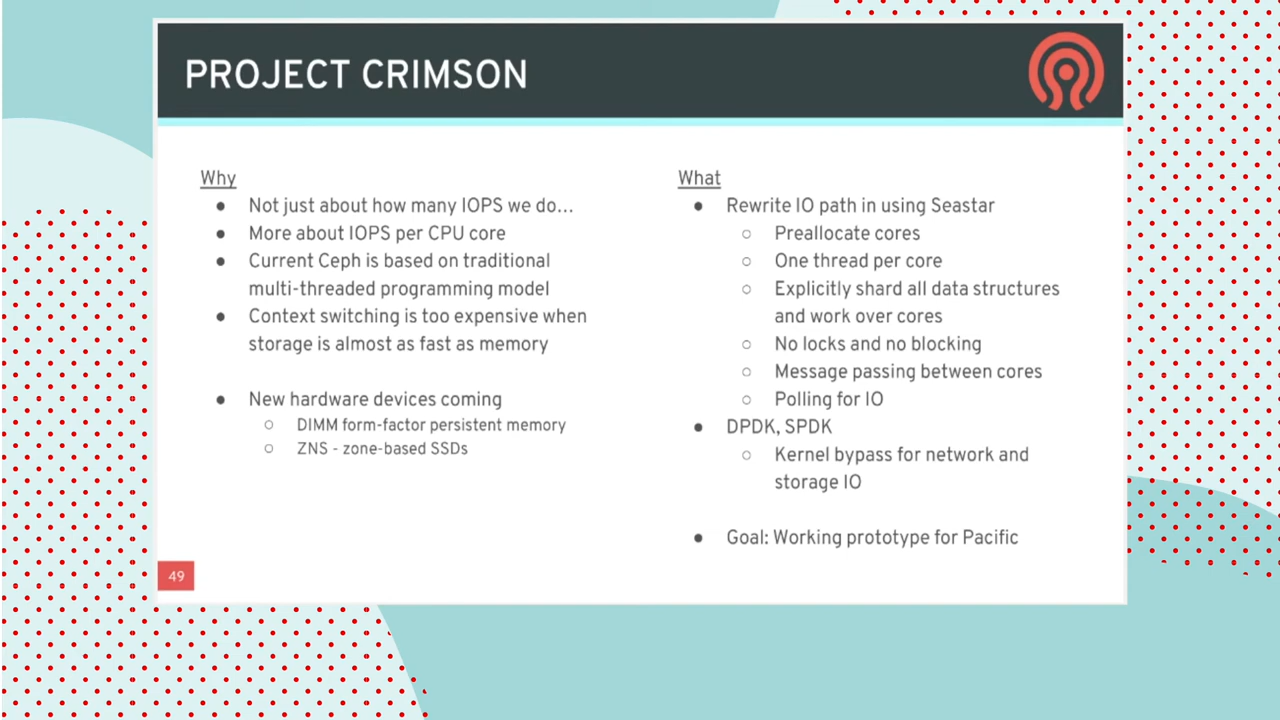 PROJECT CRIMSON
Why
● Not just about how many IOPS we do...
● More about IOPS per CPU core
● Current Ceph is based on traditional
multi-threaded programming model
● Context switching is too expensive when
storage is almost as fast as memory
● New hardware devices coming
○ DIMM form-factor persistent memory
○ ZNS - zone-based SSDs
What
● Rewrite IO path in using Seastar
○ Preallocate cores
○ One thread per core
○ Explicitly shard all data structures
and work over cores
○ No locks and no blocking
○ Message passing between cores
○ Polling for IO
● DPDK, SPDK
○ Kernel bypass for network and
storage IO
● Goal: Working prototype for Pacific
49